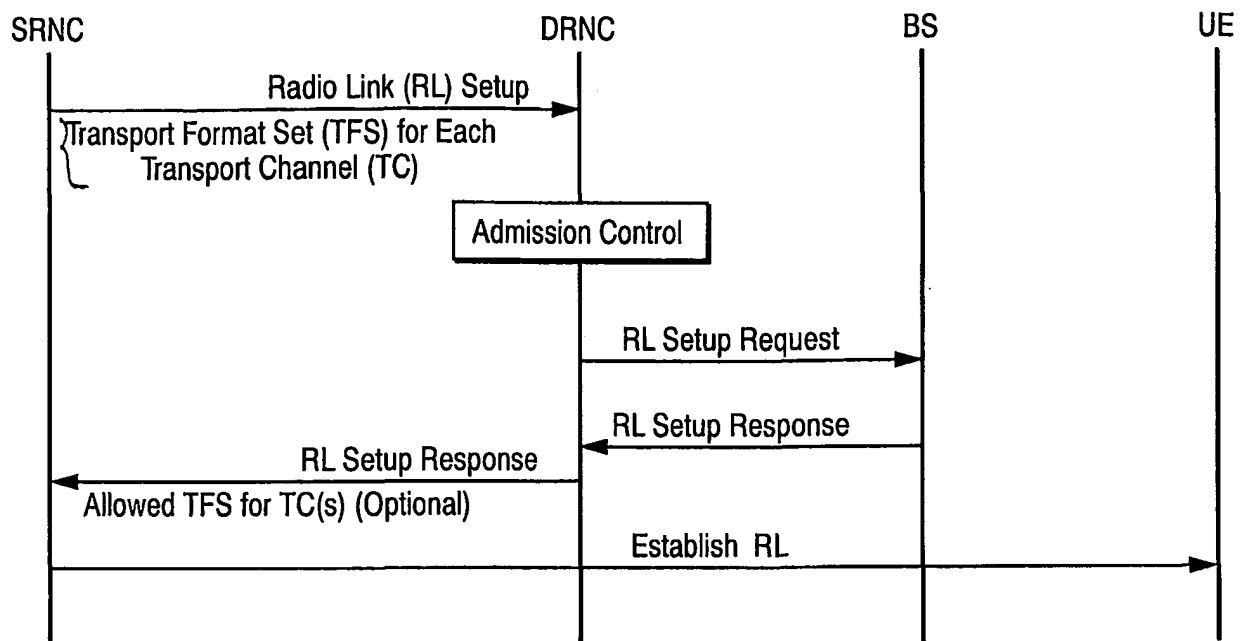 SRNC
DRNC
BS
UE
Radio Link (RL) Setup
Transport Format Set (TFS) for Each
Transport Channel (TC)
Admission Control
RL Setup Request
RL Setup Response
RL Setup Response
Allowed TFS for TC(s) (Optional)
Establish RL